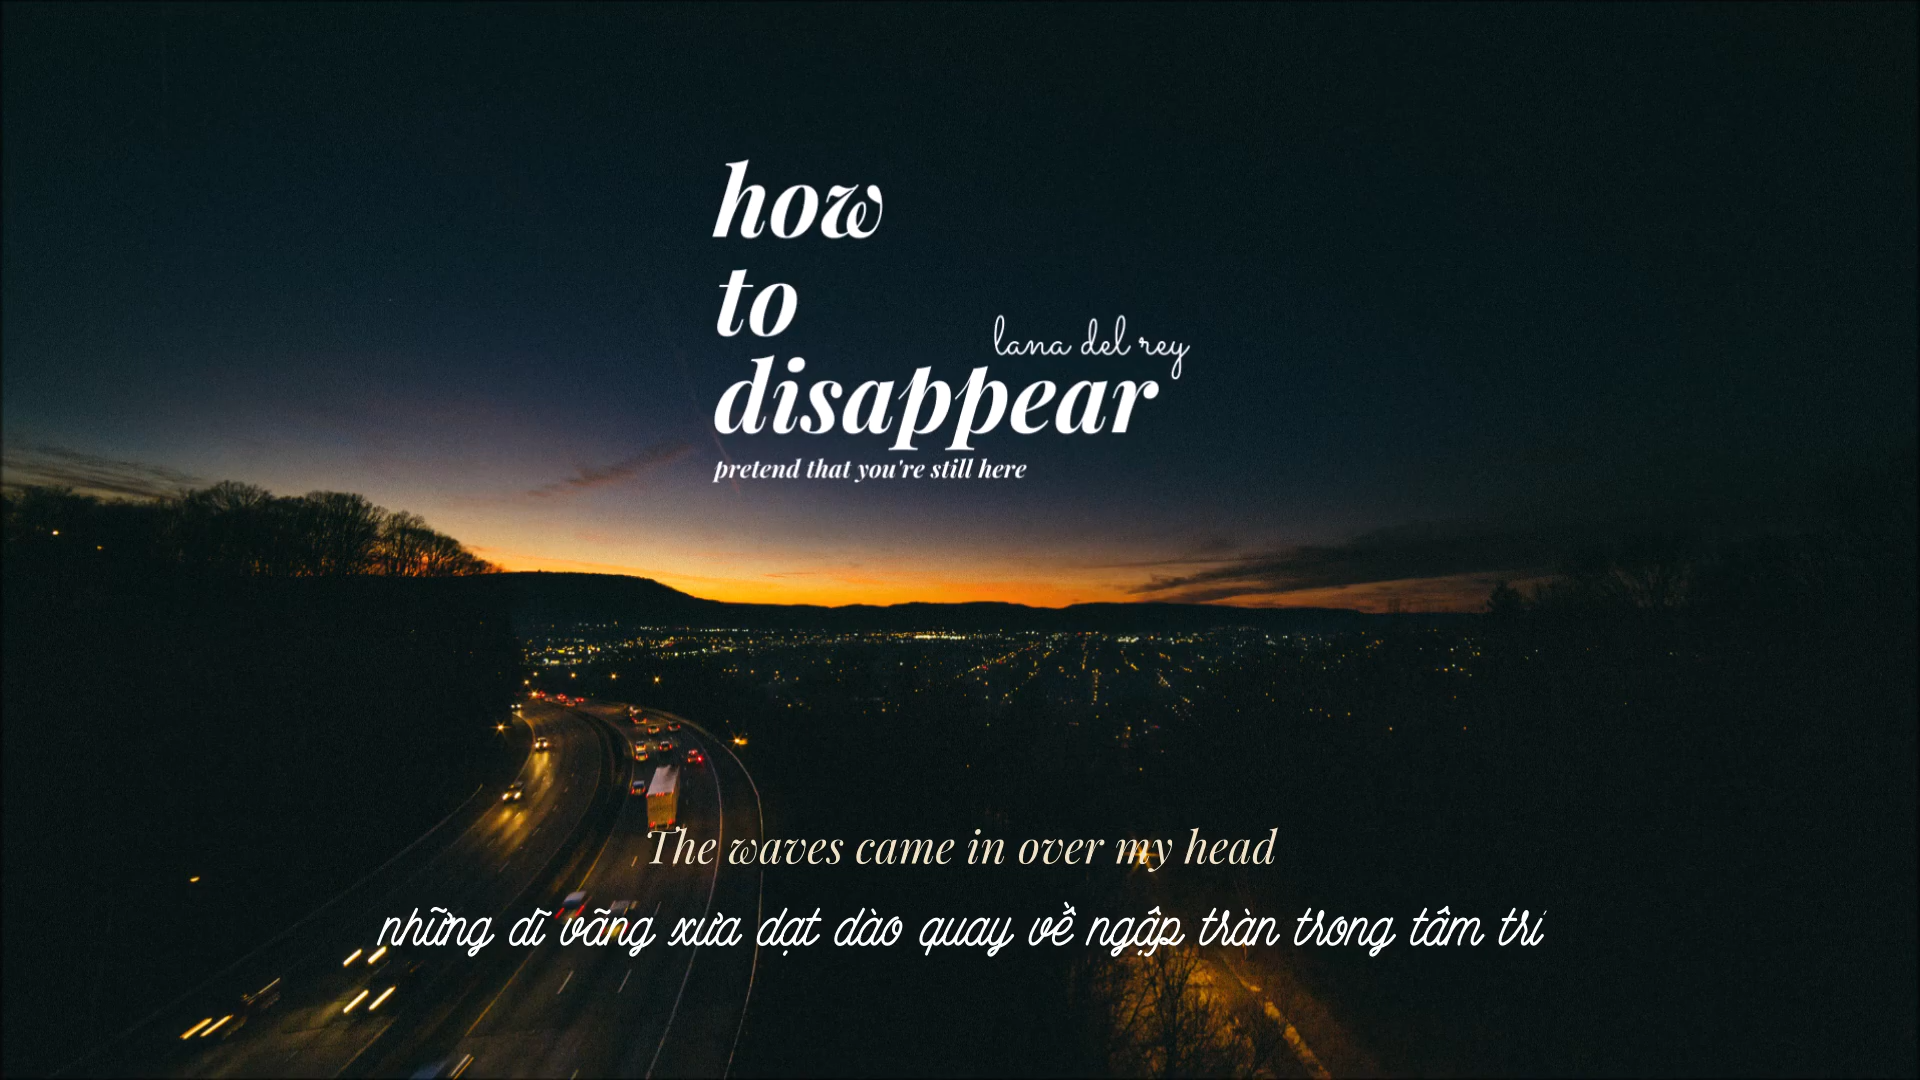 how
to
lana del rey
disappear
pretend that you're still here
The waves came in over my head
những dĩ vãng xưa dạt dào quay về ngập tràn trong tâm trí